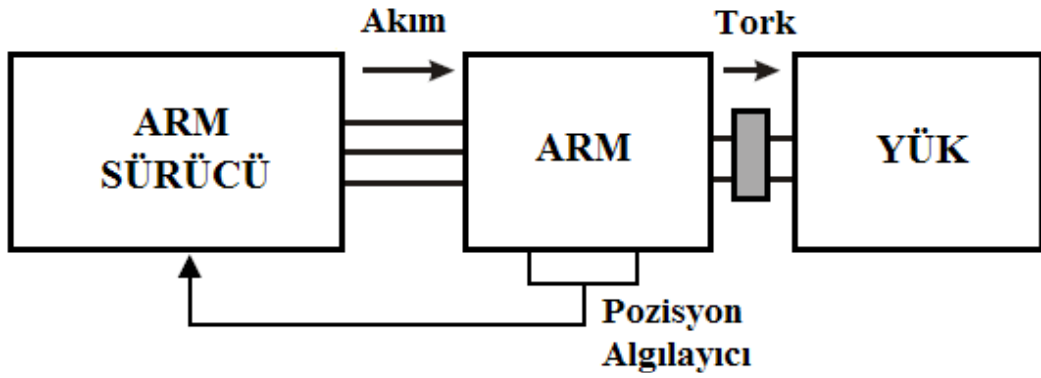 Akım
Tork
ARM
SÜRÜCÜ
ARM
YÜK
Pozisyon
Algılayıcı